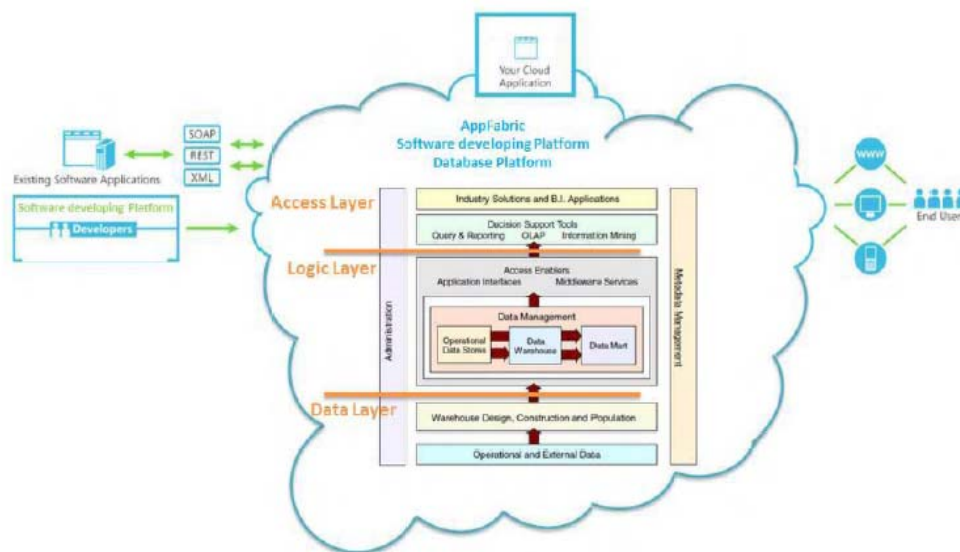 Your Cloud
Application
AppFabric
Software developing Platform
Database Platform
SOAP
REST
XML
Existing Software Applications
Software developing Platform
Developers
Access Layer
Industry Solutions and B.I. Applications
Decision Support Tools
Query & Reporting OLAP Information Mining
Logic Layer
Access Enablers
Application Interfaces Middleware Services
Data Management
Operational
Data Stores
Data
Warehouse
Data Mart
Administration
Metadata Management
Data Layer
Warehouse Design, Construction and Population
Operational and External Data
WWW
End User